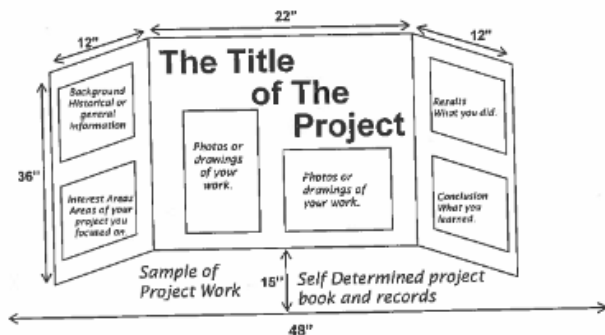 22"
12"
12"
36"
The Title
of The
Project
Background
Historical or
general
information
Interest Areas
Areas of your
project you
focused on.
Photos or
drawings
of your
work.
Photos or
drawings of
your work.
Results
What you did.
Conclusion
What you
learned.
Sample of
Project Work
15"
Self Determined project
book and records
48"